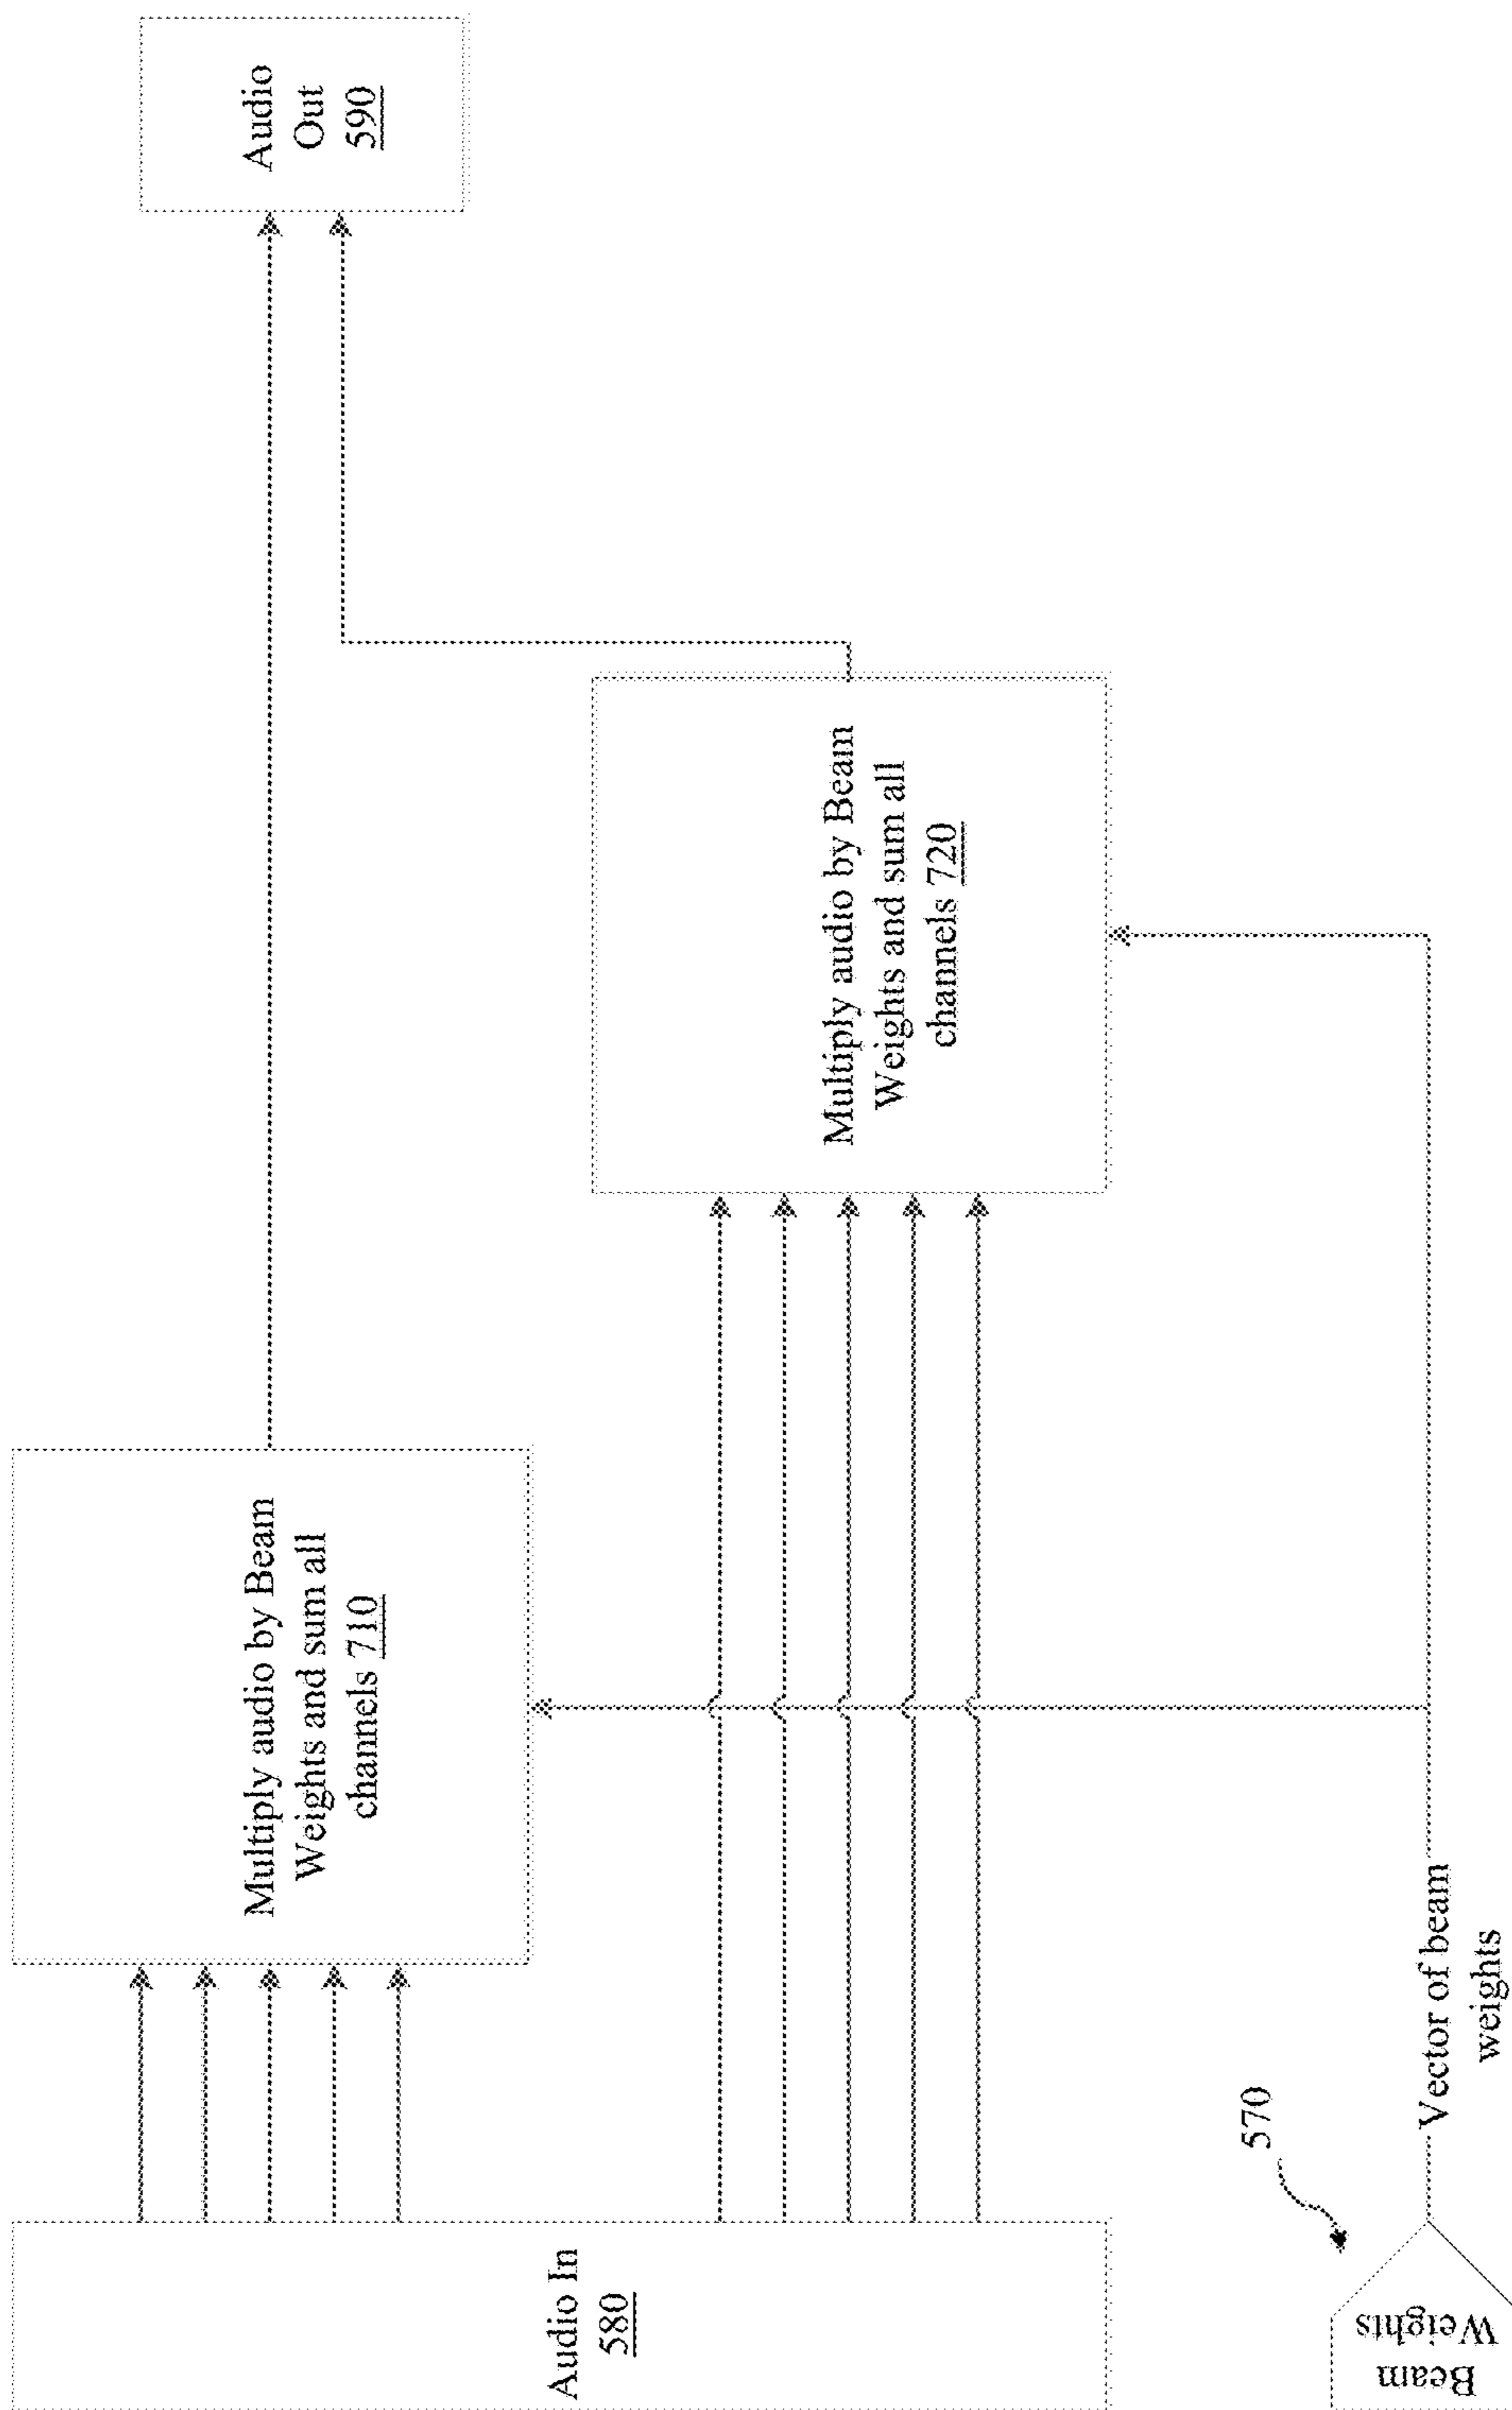 Multiply audio by Beam
Weights and sum all
channels 710
Audio
Out
590
Audio In
580
Multiply audio by Beam
Weights and sum all
channels 720
570
Beam
Weights
Vector of beam
weights